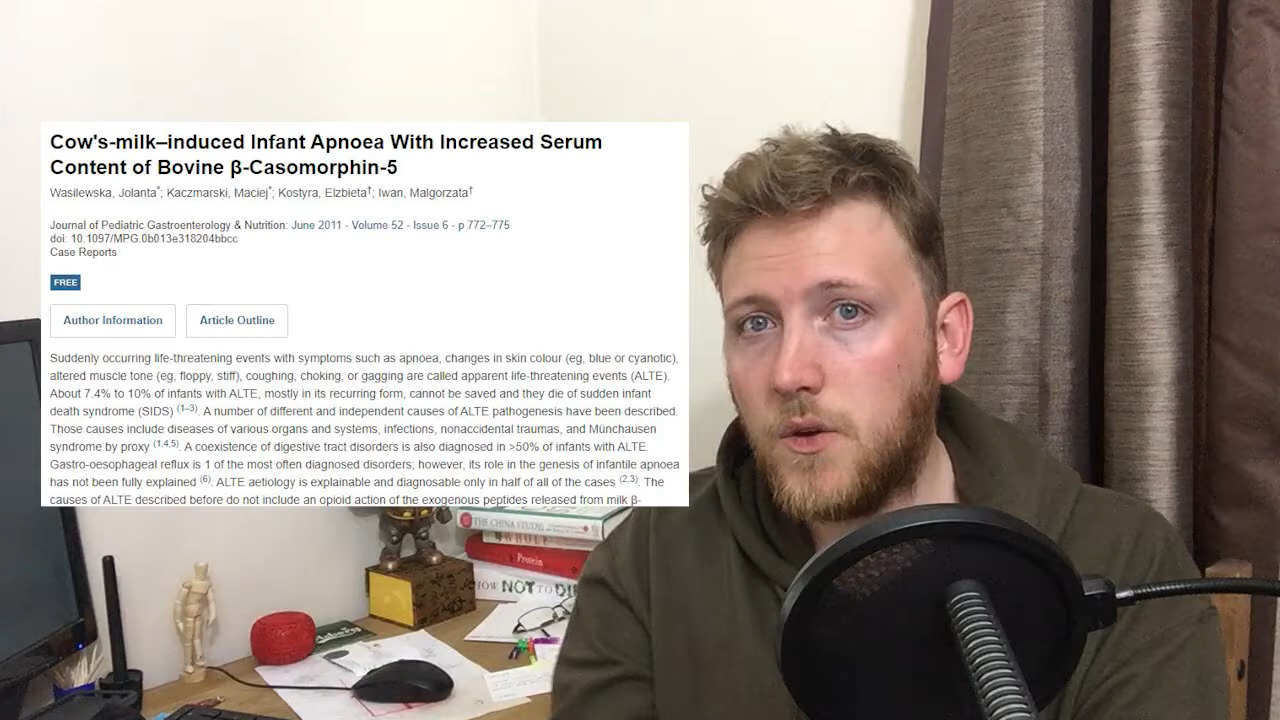 Cow's-milk–induced Infant Apnoea With Increased Serum
Content of Bovine β-Casomorphin-5
Wasilewska, Jolanta*; Kaczmarski, Maciej*; Kostyra, Elzbieta†; Iwan, Malgorzata†
Journal of Pediatric Gastroenterology & Nutrition: June 2011 - Volume 52 - Issue 6 - p 772–775
doi: 10.1097/MPG.0b013e318204bbcc
Case Reports
FREE
Author Information
Article Outline
Suddenly occurring life-threatening events with symptoms such as apnoea, changes in skin colour (eg, blue or cyanotic),
altered muscle tone (eg, floppy, stiff), coughing, choking, or gagging are called apparent life-threatening events (ALTE).
About 7.4% to 10% of infants with ALTE, mostly in its recurring form, cannot be saved and they die of sudden infant
death syndrome (SIDS) (1–3). A number of different and independent causes of ALTE pathogenesis have been described.
Those causes include diseases of various organs and systems, infections, nonaccidental traumas, and Münchausen
syndrome by proxy (1,4,5). A coexistence of digestive tract disorders is also diagnosed in >50% of infants with ALTE.
Gastro-oesophageal reflux is 1 of the most often diagnosed disorders; however, its role in the genesis of infantile apnoea
has not been fully explained (6). ALTE aetiology is explainable and diagnosable only in half of all of the cases (2,3). The
causes of ALTE described before do not include an opioid action of the exogenous peptides released from milk β-
THE CHINA STUDY
WHOLE
Protein
HOW NOT TO DI